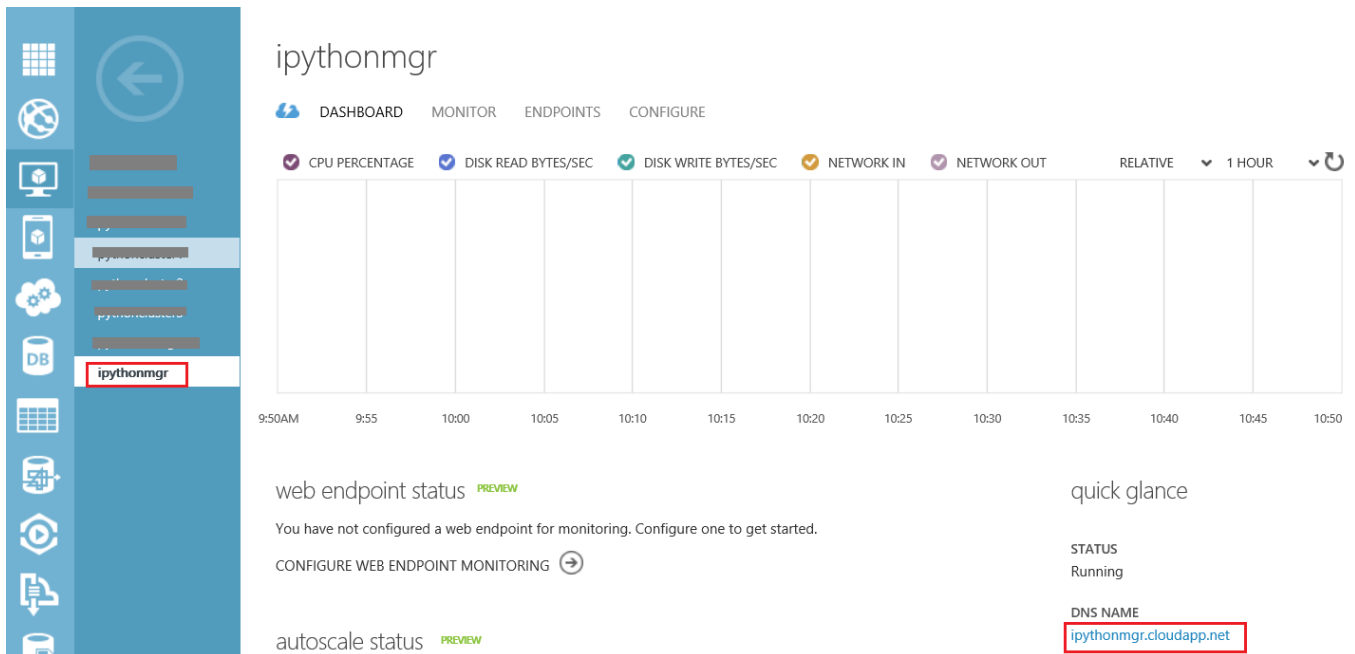 ipythonmgr
DASHBOARD MONITOR ENDPOINTS CONFIGURE
CPU PERCENTAGE DISK READ BYTES/SEC DISK WRITE BYTES/SEC NETWORK IN NETWORK OUT RELATIVE 1 HOUR
DB
ipythonmgr
9:50AM 9:55 10:00 10:05 10:10 10:15 10:20 10:25 10:30 10:35 10:40 10:45 10:50
web endpoint status PREVIEW
You have not configured a web endpoint for monitoring. Configure one to get started.
CONFIGURE WEB ENDPOINT MONITORING
autoscale status PREVIEW
quick glance
STATUS
Running
DNS NAME
ipythonmgr.cloudapp.net